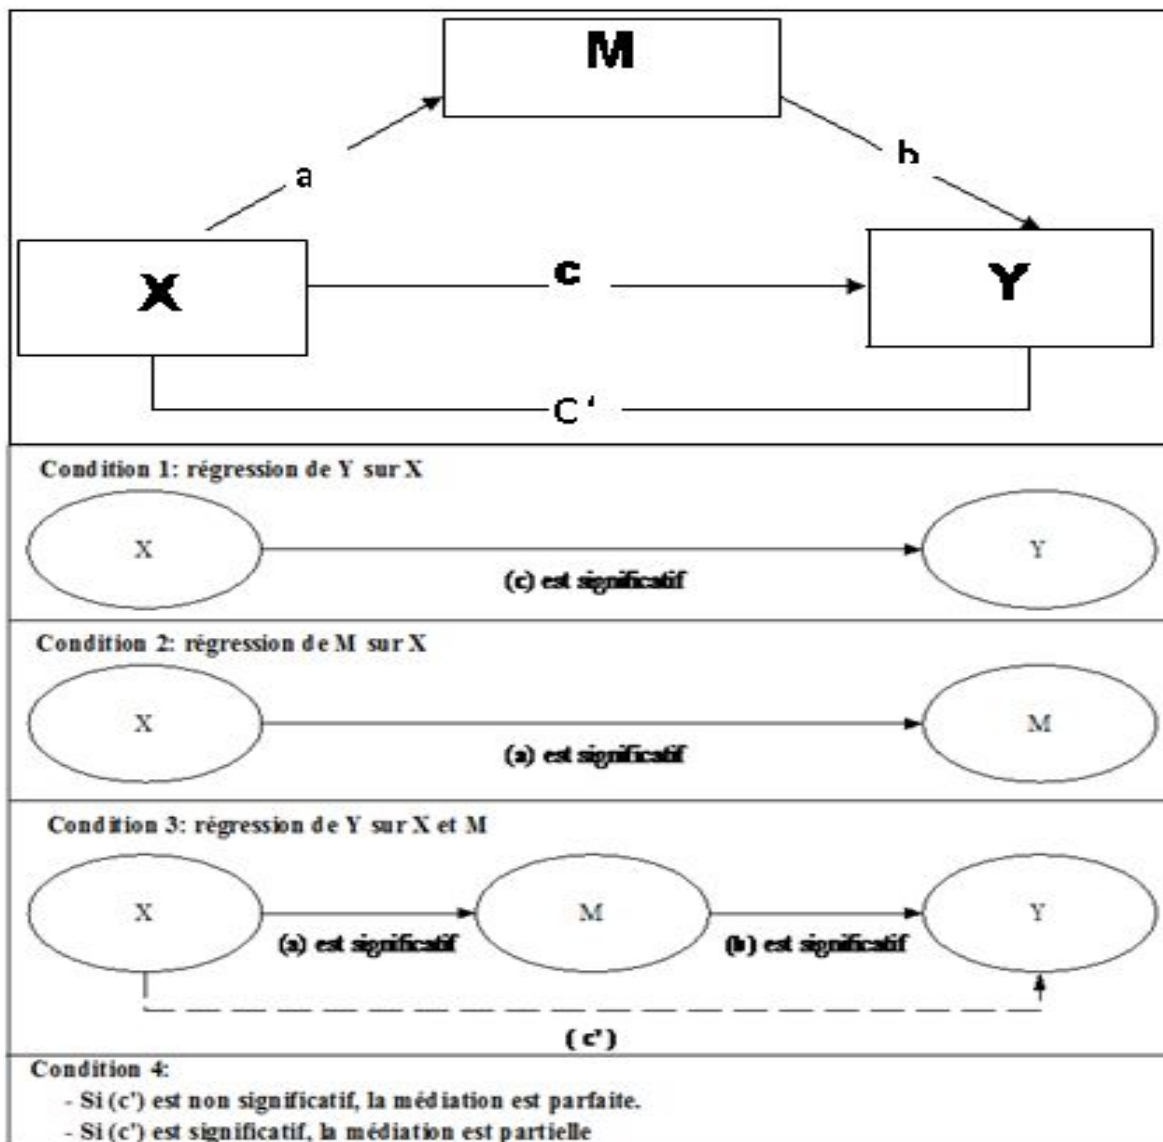 M
a
b
X
c
Y
C'
Condition 1: régression de Y sur X
X
Y
(c) est significatif
Condition 2: régression de M sur X
X
M
(a) est significatif
Condition 3: régression de Y sur X et M
X
M
Y
(a) est significatif
(b) est significatif
(c')
Condition 4:
- Si (c') est non significatif, la médiation est parfaite.
- Si (c') est significatif, la médiation est partielle